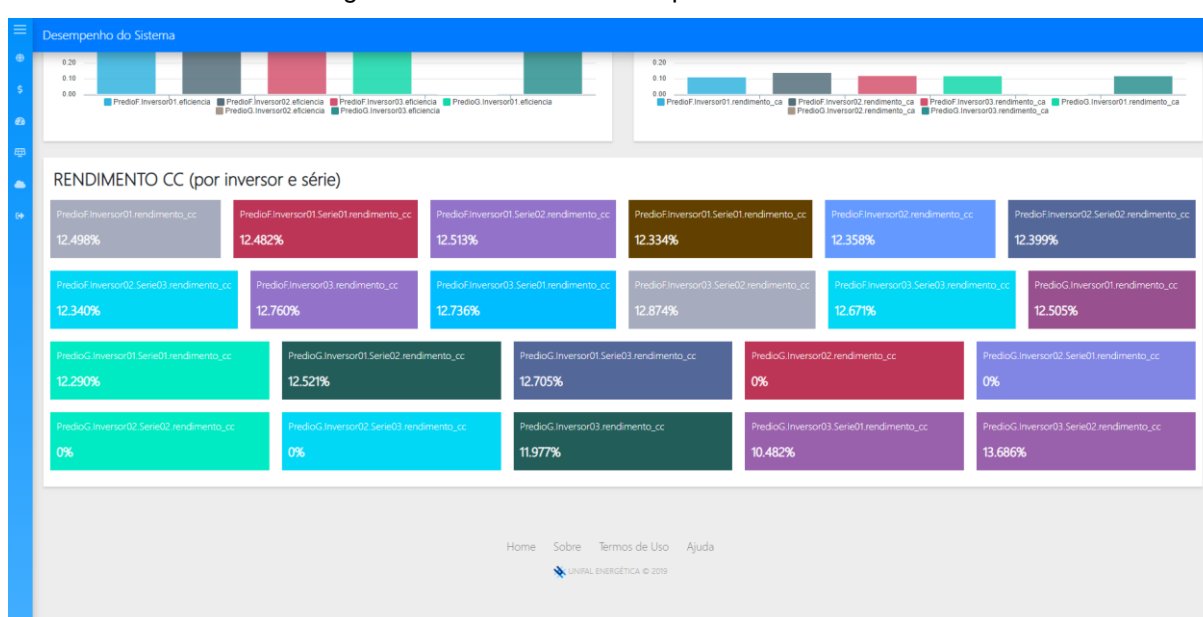 Desempenho do Sistema
0.20
0.10
0.00
PredioF.Inversor01.eficiencia PredioF.Inversor02.eficiencia PredioF.Inversor03.eficiencia PredioG.Inversor01.eficiencia
PredioG.Inversor02.eficiencia PredioG.Inversor03.eficiencia
0.20
0.10
0.00
PredioF.Inversor01.rendimento_ca PredioF.Inversor02.rendimento_ca PredioF.Inversor03.rendimento_ca PredioG.Inversor01.rendimento_ca
PredioG.Inversor02.rendimento_ca PredioG.Inversor03.rendimento_ca
RENDIMENTO CC (por inversor e série)
PredioF.Inversor01.rendimento_cc
12.498%
PredioF.Inversor01.Serie01.rendimento_cc
12.482%
PredioF.Inversor01.Serie02.rendimento_cc
12.513%
PredioF.Inversor01.Serie01.rendimento_cc
12.334%
PredioF.Inversor02.rendimento_cc
12.358%
PredioF.Inversor02.Serie02.rendimento_cc
12.399%
PredioF.Inversor02.Serie03.rendimento_cc
12.340%
PredioF.Inversor03.rendimento_cc
12.760%
PredioF.Inversor03.Serie01.rendimento_cc
12.736%
PredioF.Inversor03.Serie02.rendimento_cc
12.874%
PredioF.Inversor03.Serie03.rendimento_cc
12.671%
PredioG.Inversor01.rendimento_cc
12.505%
PredioG.Inversor01.Serie01.rendimento_cc
12.290%
PredioG.Inversor01.Serie02.rendimento_cc
12.521%
PredioG.Inversor01.Serie03.rendimento_cc
12.705%
PredioG.Inversor02.rendimento_cc
0%
PredioG.Inversor02.Serie01.rendimento_cc
0%
PredioG.Inversor02.Serie02.rendimento_cc
0%
PredioG.Inversor02.Serie03.rendimento_cc
0%
PredioG.Inversor03.rendimento_cc
11.977%
PredioG.Inversor03.Serie01.rendimento_cc
10.482%
PredioG.Inversor03.Serie02.rendimento_cc
13.686%
Home Sobre Termos de Uso Ajuda
UNIFAL ENERGÉTICA © 2019